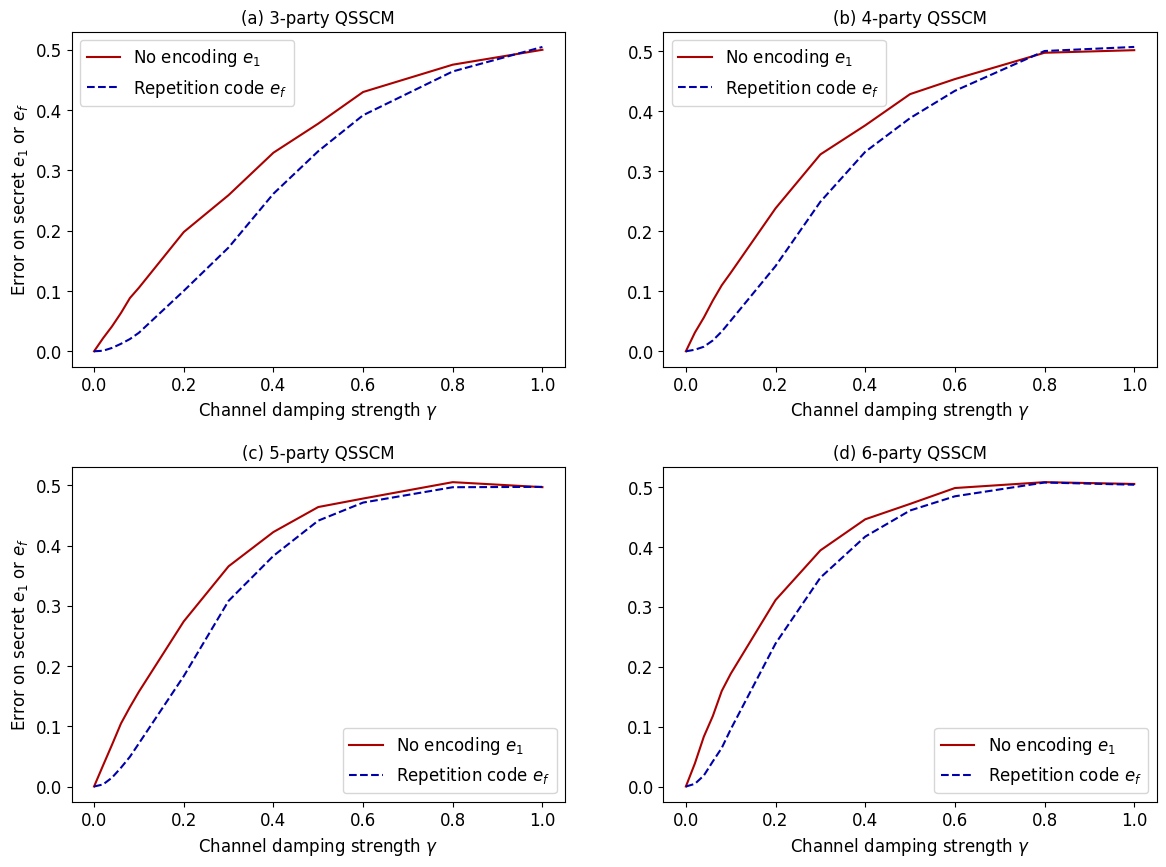 (a) 3-party QSSCM
Error on secret e₁ or e_f
0.5
0.4
0.3
0.2
0.1
0.0
No encoding e₁
Repetition code e_f
0.0 0.2 0.4 0.6 0.8 1.0
Channel damping strength γ
(b) 4-party QSSCM
0.5
0.4
0.3
0.2
0.1
0.0
No encoding e₁
Repetition code e_f
0.0 0.2 0.4 0.6 0.8 1.0
Channel damping strength γ
(c) 5-party QSSCM
Error on secret e₁ or e_f
0.5
0.4
0.3
0.2
0.1
0.0
No encoding e₁
Repetition code e_f
0.0 0.2 0.4 0.6 0.8 1.0
Channel damping strength γ
(d) 6-party QSSCM
0.5
0.4
0.3
0.2
0.1
0.0
No encoding e₁
Repetition code e_f
0.0 0.2 0.4 0.6 0.8 1.0
Channel damping strength γ